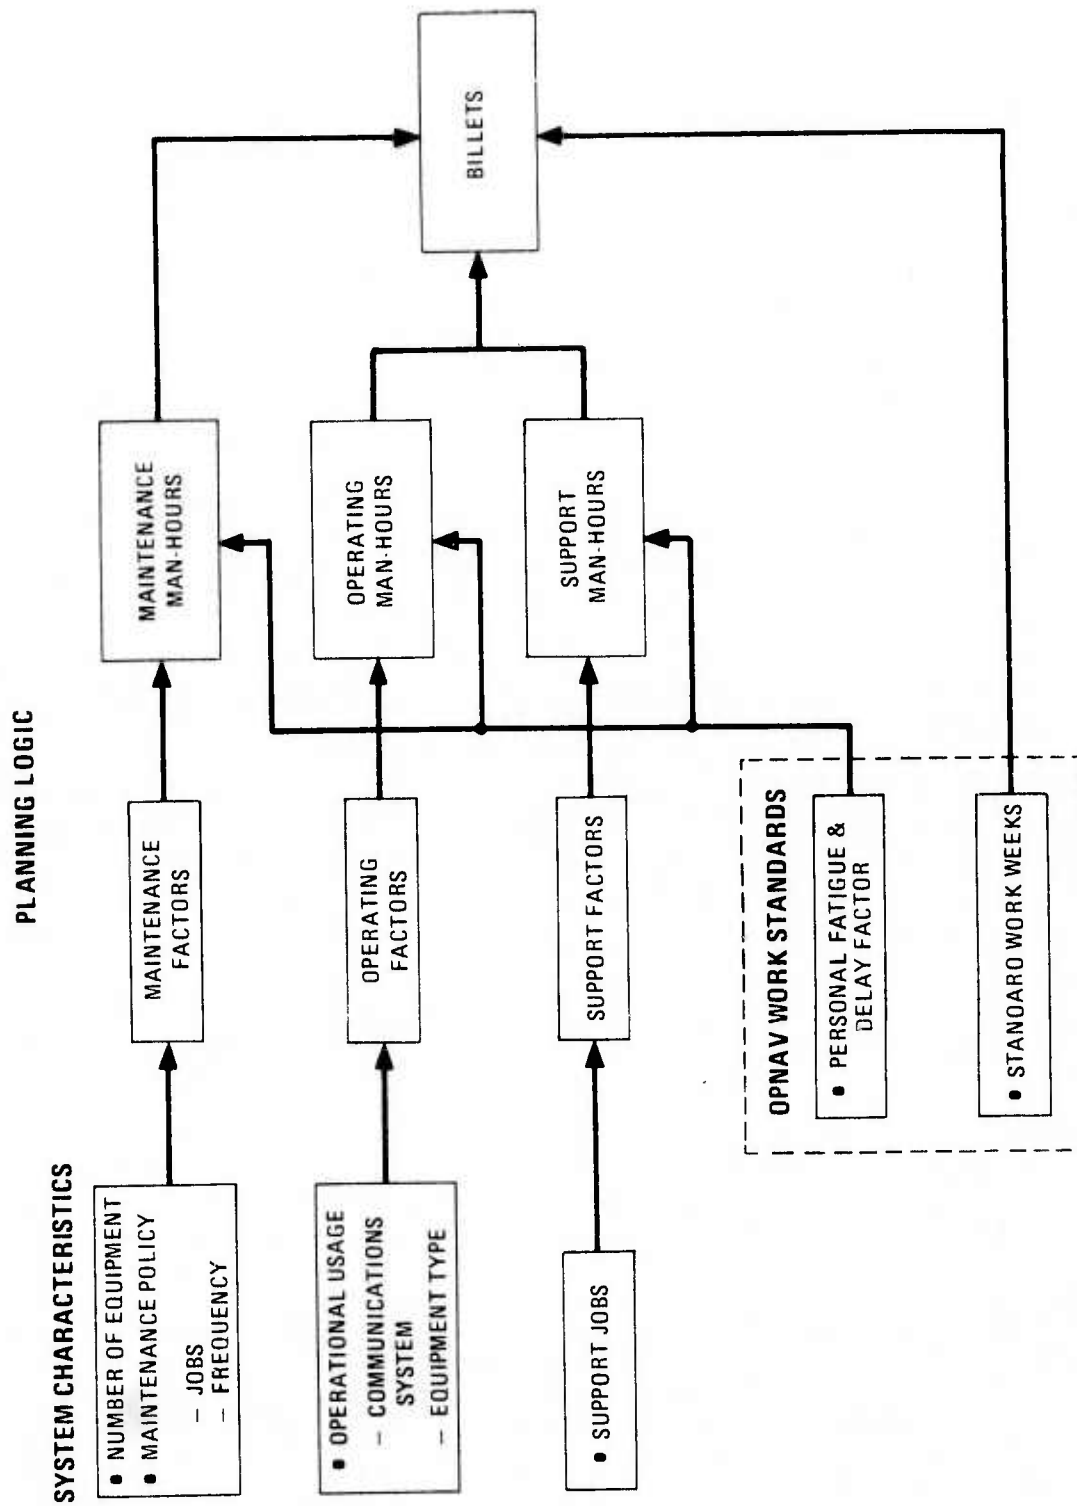 PLANNING LOGIC
SYSTEM CHARACTERISTICS
• NUMBER OF EQUIPMENT
• MAINTENANCE POLICY
– JOBS
– FREQUENCY
MAINTENANCE
FACTORS
MAINTENANCE
MAN-HOURS
• OPERATIONAL USAGE
– COMMUNICATIONS
SYSTEM
– EQUIPMENT TYPE
OPERATING
FACTORS
OPERATING
MAN-HOURS
BILLETS
• SUPPORT JOBS
SUPPORT FACTORS
SUPPORT
MAN-HOURS
OPNAV WORK STANDARDS
• PERSONAL FATIGUE &
DELAY FACTOR
• STANOARO WORK WEEKS